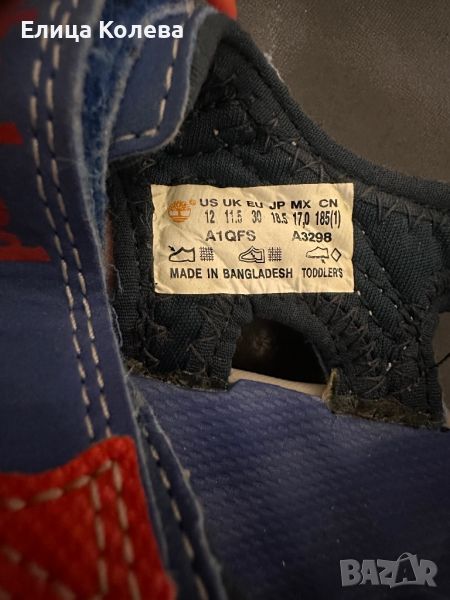 Елица Колева
US UK EU JP MX CN
12 11.5 30 18.5 17.0 185(1)
A1QFS A3298
MADE IN BANGLADESH TODDLERS
BAZAR